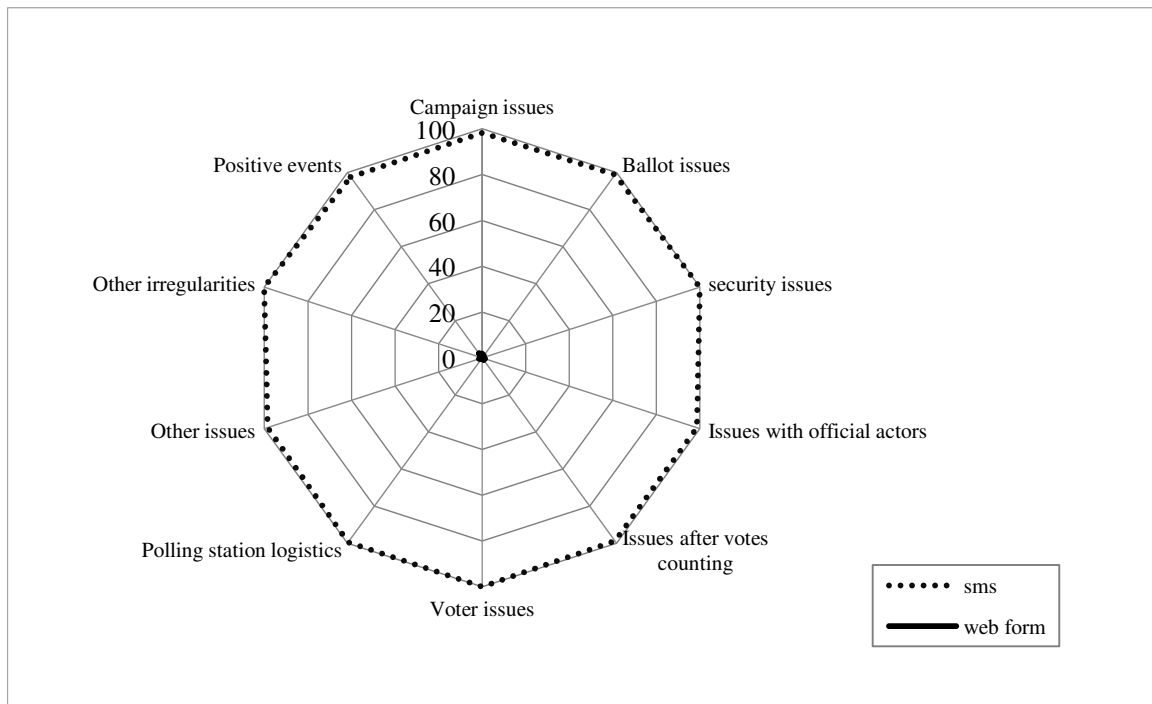 Campaign issues
100
Positive events
Ballot issues
80
60
Other irregularities
security issues
40
20
0
Other issues
Issues with official actors
Polling station logistics
Issues after votes
counting
Voter issues
sms
web form